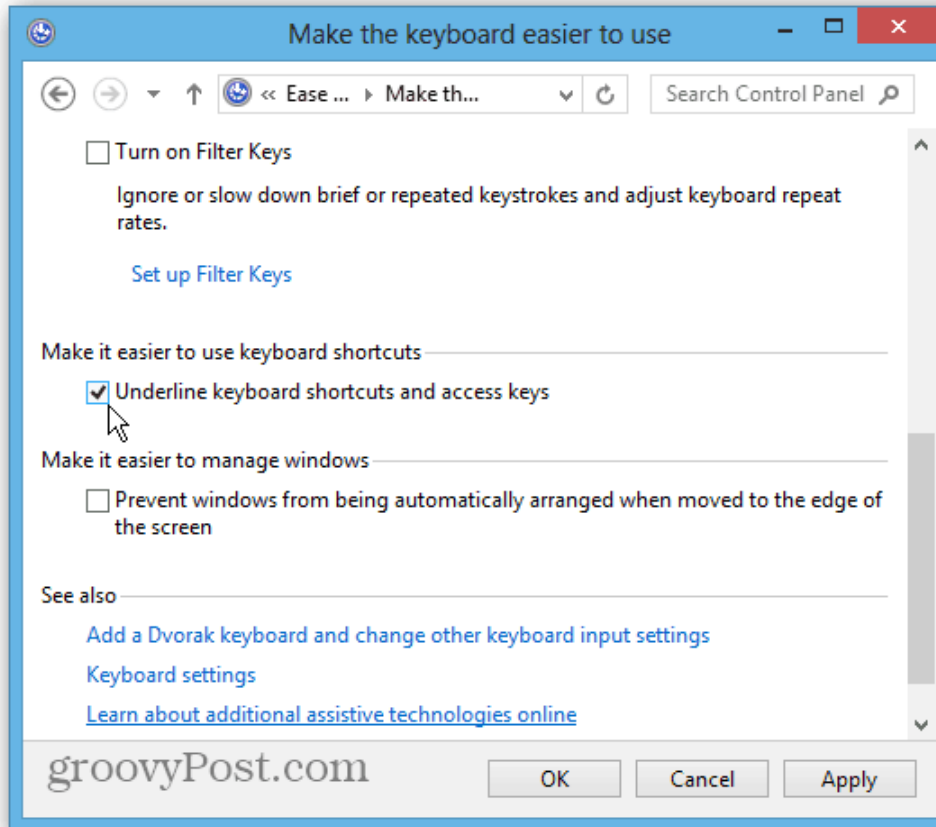 Make the keyboard easier to use
« Ease ... Make th...
Search Control Panel
Turn on Filter Keys
Ignore or slow down brief or repeated keystrokes and adjust keyboard repeat
rates.
Set up Filter Keys
Make it easier to use keyboard shortcuts
Underline keyboard shortcuts and access keys
Make it easier to manage windows
Prevent windows from being automatically arranged when moved to the edge of
the screen
See also
Add a Dvorak keyboard and change other keyboard input settings
Keyboard settings
Learn about additional assistive technologies online
groovyPost.com
OK
Cancel
Apply